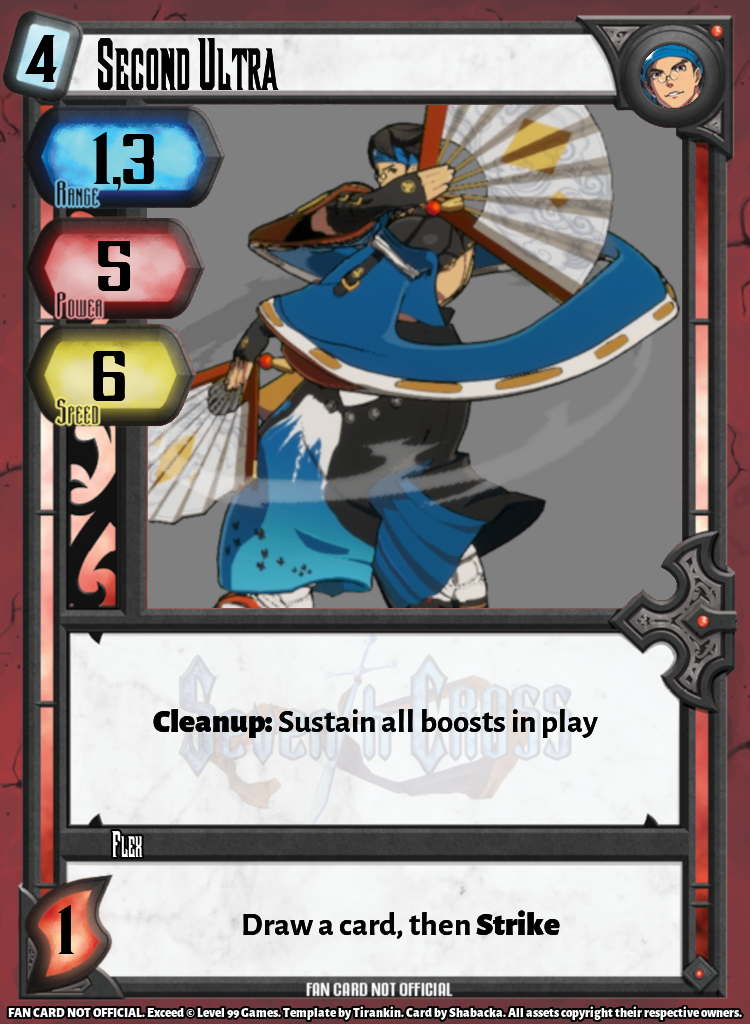 4
Second Ultra
1,3
Range
5
Power
6
Speed
Seventh Cross
Cleanup: Sustain all boosts in play
Flex
1
Draw a card, then Strike
FAN CARD NOT OFFICIAL
FAN CARD NOT OFFICIAL. Exceed © Level 99 Games. Template by Tirankin. Card by Shabacka. All assets copyright their respective owners.